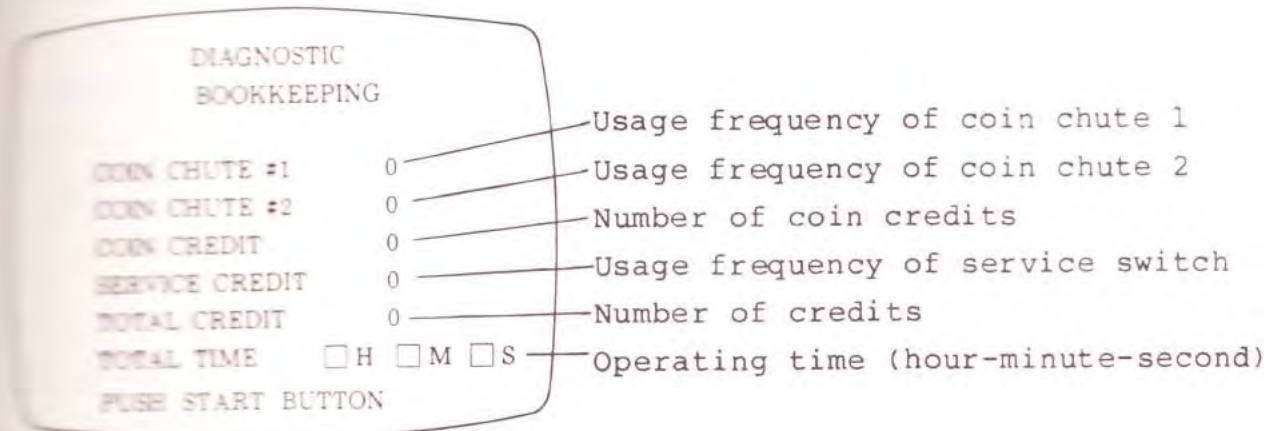 DIAGNOSTIC
BOOKKEEPING
COIN CHUTE #1 0 Usage frequency of coin chute 1
COIN CHUTE #2 0 Usage frequency of coin chute 2
COIN CREDIT 0 Number of coin credits
SERVICE CREDIT 0 Usage frequency of service switch
TOTAL CREDIT 0 Number of credits
TOTAL TIME □H □M □S Operating time (hour-minute-second)
PUSH START BUTTON